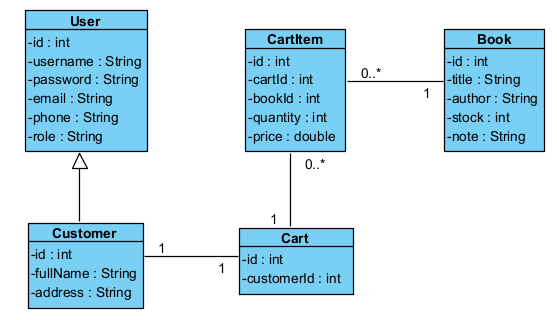 User
-id : int
-username : String
-password : String
-email : String
-phone : String
-role : String
CartItem
-id : int
-cartId : int
-bookId : int
-quantity : int
-price : double
0..*
1
Book
-id : int
-title : String
-author : String
-stock : int
-note : String
0..*
1
Customer
-id : int
-fullName : String
-address : String
1
1
Cart
-id : int
-customerId : int